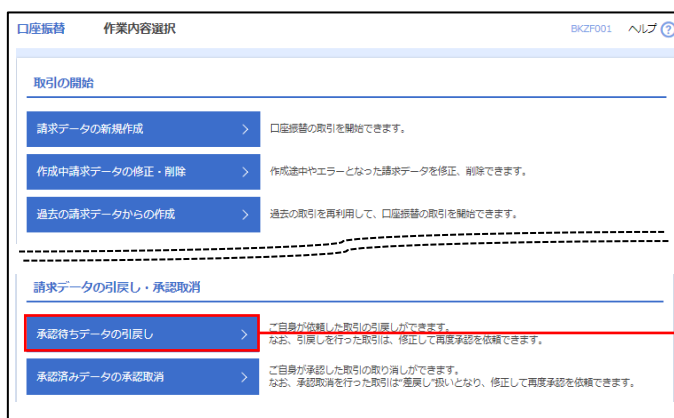 口座振替 作業内容選択 BKZF001 ヘルプ ?
取引の開始
請求データの新規作成 > 口座振替の取引を開始できます。
作成中請求データの修正・削除 > 作成途中やエラーとなった請求データを修正、削除できます。
過去の請求データからの作成 > 過去の取引を再利用して、口座振替の取引を開始できます。
請求データの引戻し・承認取消
承認待ちデータの引戻し > ご自身が依頼した取引の引戻しができます。
なお、引戻しを行った取引は、修正して再度承認を依頼できます。
承認済みデータの承認取消 > ご自身が承認した取引の取り消しができます。
なお、承認取消を行った取引は“差戻し”扱いとなり、修正して再度承認を依頼できます。